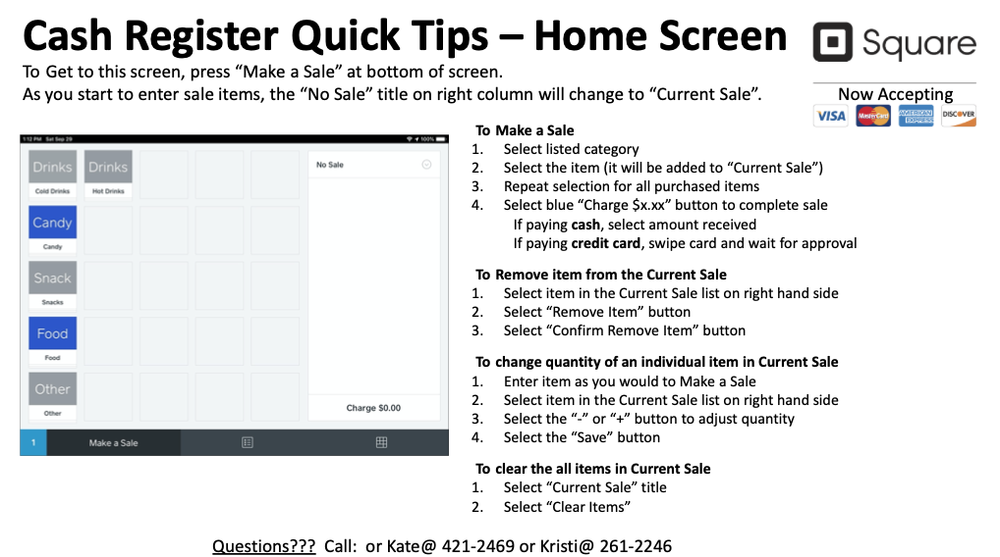 Cash Register Quick Tips – Home Screen
Square
To Get to this screen, press “Make a Sale” at bottom of screen.
As you start to enter sale items, the “No Sale” title on right column will change to “Current Sale”.
Now Accepting
VISA MasterCard AMERICAN EXPRESS DISCOVER
1:12 PM Sat Sep 29
100%
Drinks
Cold Drinks
Drinks
Hot Drinks
No Sale
Candy
Candy
Snack
Snacks
Food
Food
Other
Other
Charge $0.00
1
Make a Sale
To Make a Sale
1. Select listed category
2. Select the item (it will be added to “Current Sale”)
3. Repeat selection for all purchased items
4. Select blue “Charge $x.xx” button to complete sale
If paying cash, select amount received
If paying credit card, swipe card and wait for approval
To Remove item from the Current Sale
1. Select item in the Current Sale list on right hand side
2. Select “Remove Item” button
3. Select “Confirm Remove Item” button
To change quantity of an individual item in Current Sale
1. Enter item as you would to Make a Sale
2. Select item in the Current Sale list on right hand side
3. Select the “-” or “+” button to adjust quantity
4. Select the “Save” button
To clear the all items in Current Sale
1. Select “Current Sale” title
2. Select “Clear Items”
Questions??? Call: or Kate@ 421-2469 or Kristi@ 261-2246